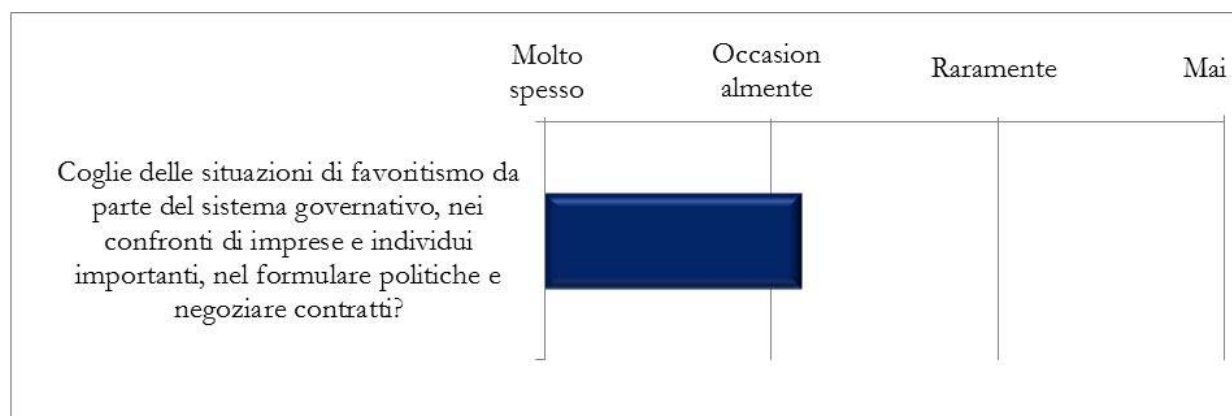 Molto
spesso
Occasion
almente
Raramente
Mai
Coglie delle situazioni di favoritismo da
parte del sistema governativo, nei
confronti di imprese e individui
importanti, nel formulare politiche e
negoziare contratti?